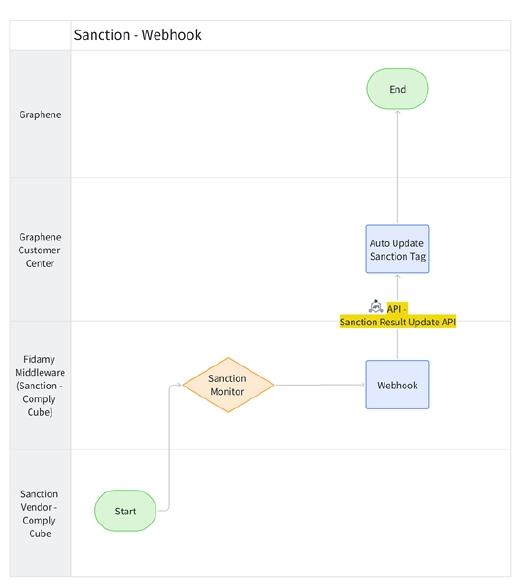 Sanction - Webhook
Graphene
End
Graphene
Customer
Center
Auto Update
Sanction Tag
API -
Sanction Result Update API
Fidamy
Middleware
(Sanction -
Comply
Cube)
Sanction
Monitor
Webhook
Sanction
Vendor -
Comply
Cube
Start